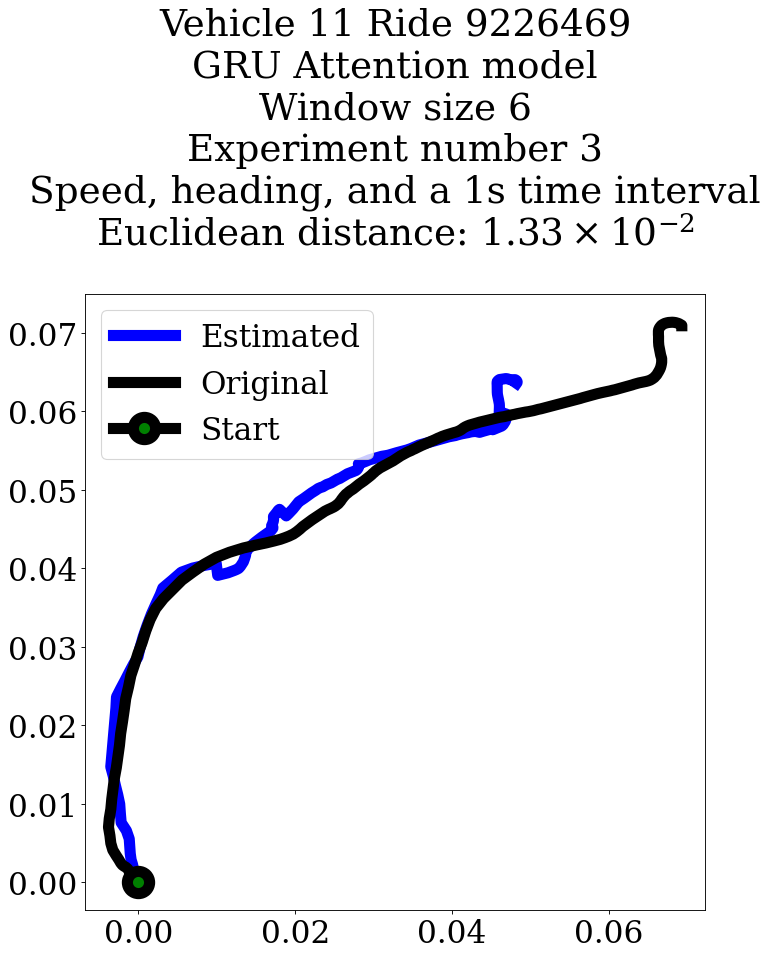 Vehicle 11 Ride 9226469
GRU Attention model
Window size 6
Experiment number 3
Speed, heading, and a 1s time interval
Euclidean distance: 1.33 × 10⁻²
Estimated
Original
Start
0.07
0.06
0.05
0.04
0.03
0.02
0.01
0.00
0.00 0.02 0.04 0.06